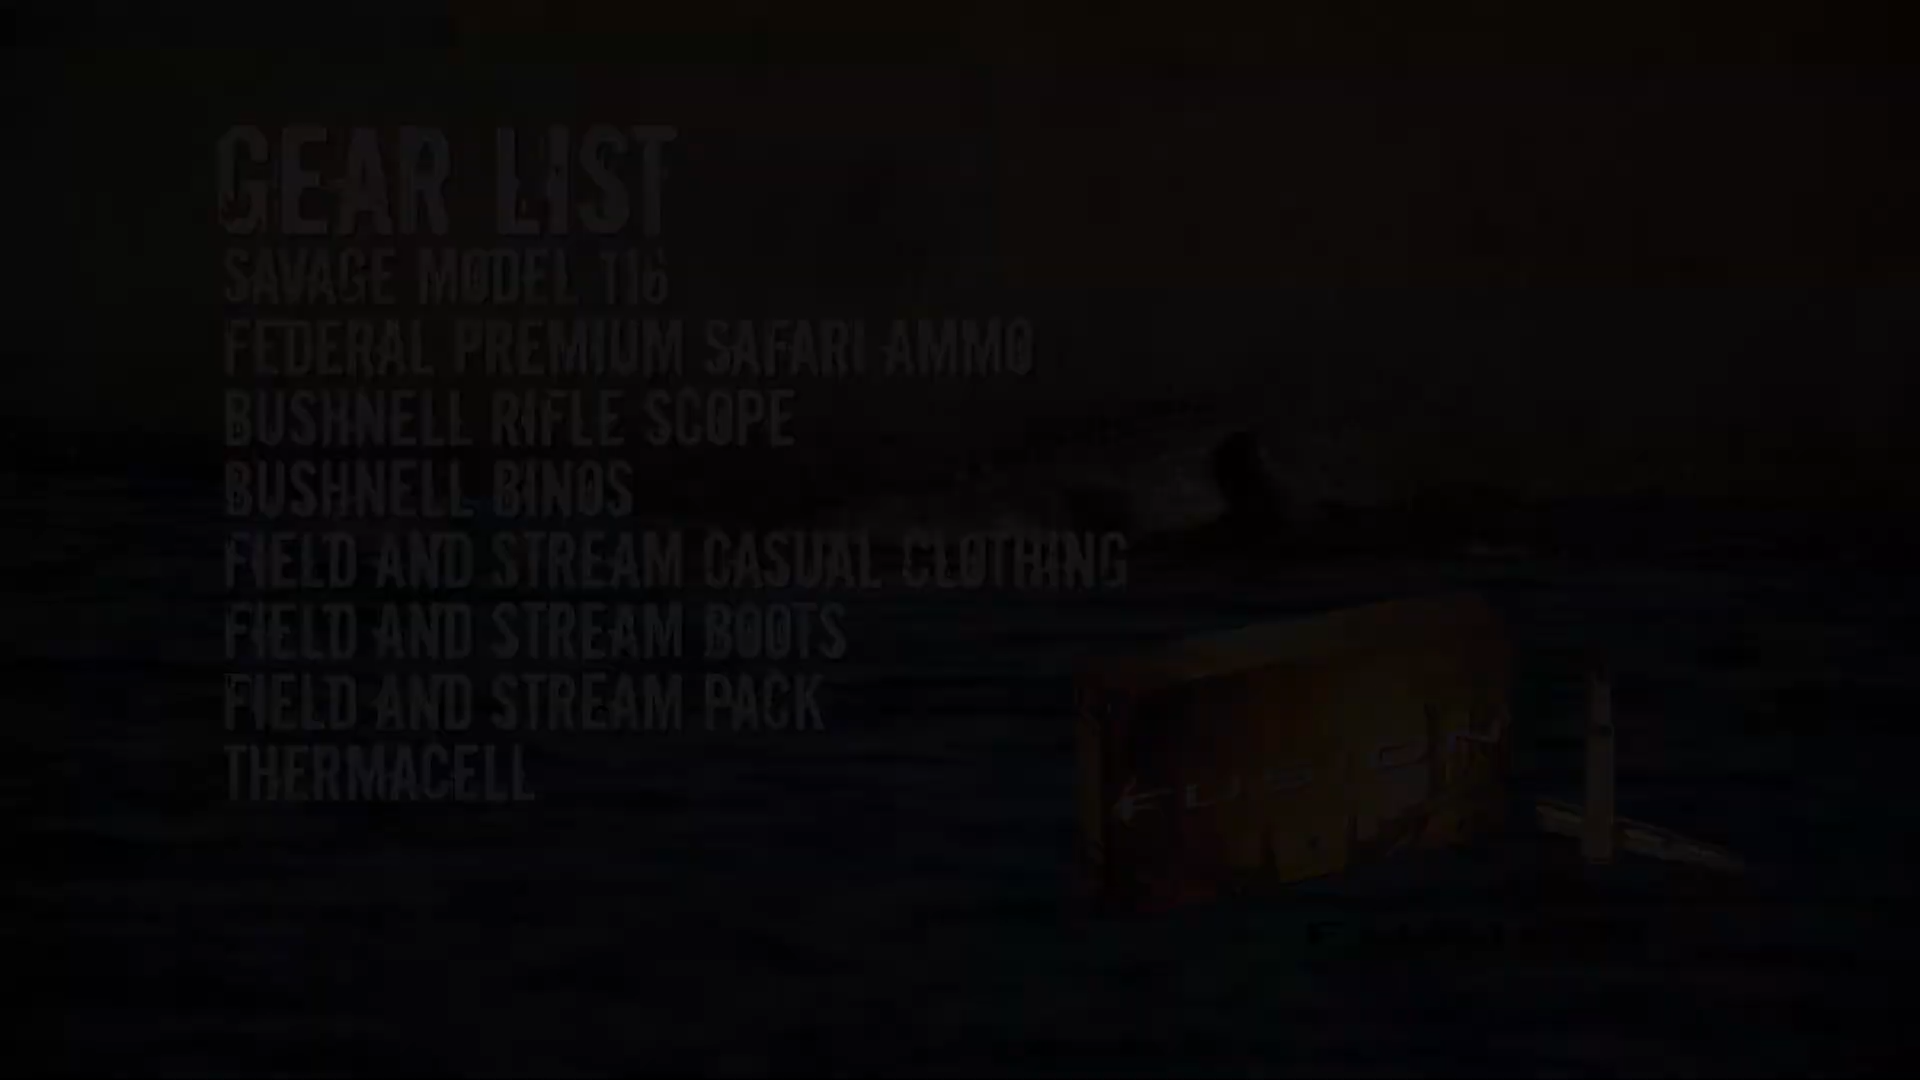 GEAR LIST
SAVAGE MODEL 116
FEDERAL PREMIUM SAFARI AMMO
BUSHNELL RIFLE SCOPE
BUSHNELL BINOS
FIELD AND STREAM CASUAL CLOTHING
FIELD AND STREAM BOOTS
FIELD AND STREAM PACK
THERMACELL
FUSION